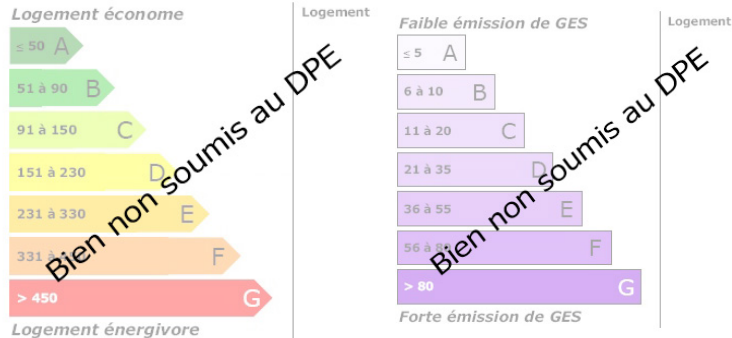 Logement économe
Logement
≤ 50 A
51 à 90 B
91 à 150 C
151 à 230 D
231 à 330 E
331 à F
> 450 G
Logement énergivore
Bien non soumis au DPE
Faible émission de GES
Logement
≤ 5 A
6 à 10 B
11 à 20 C
21 à 35 D
36 à 55 E
56 à 80 F
> 80 G
Forte émission de GES
Bien non soumis au DPE